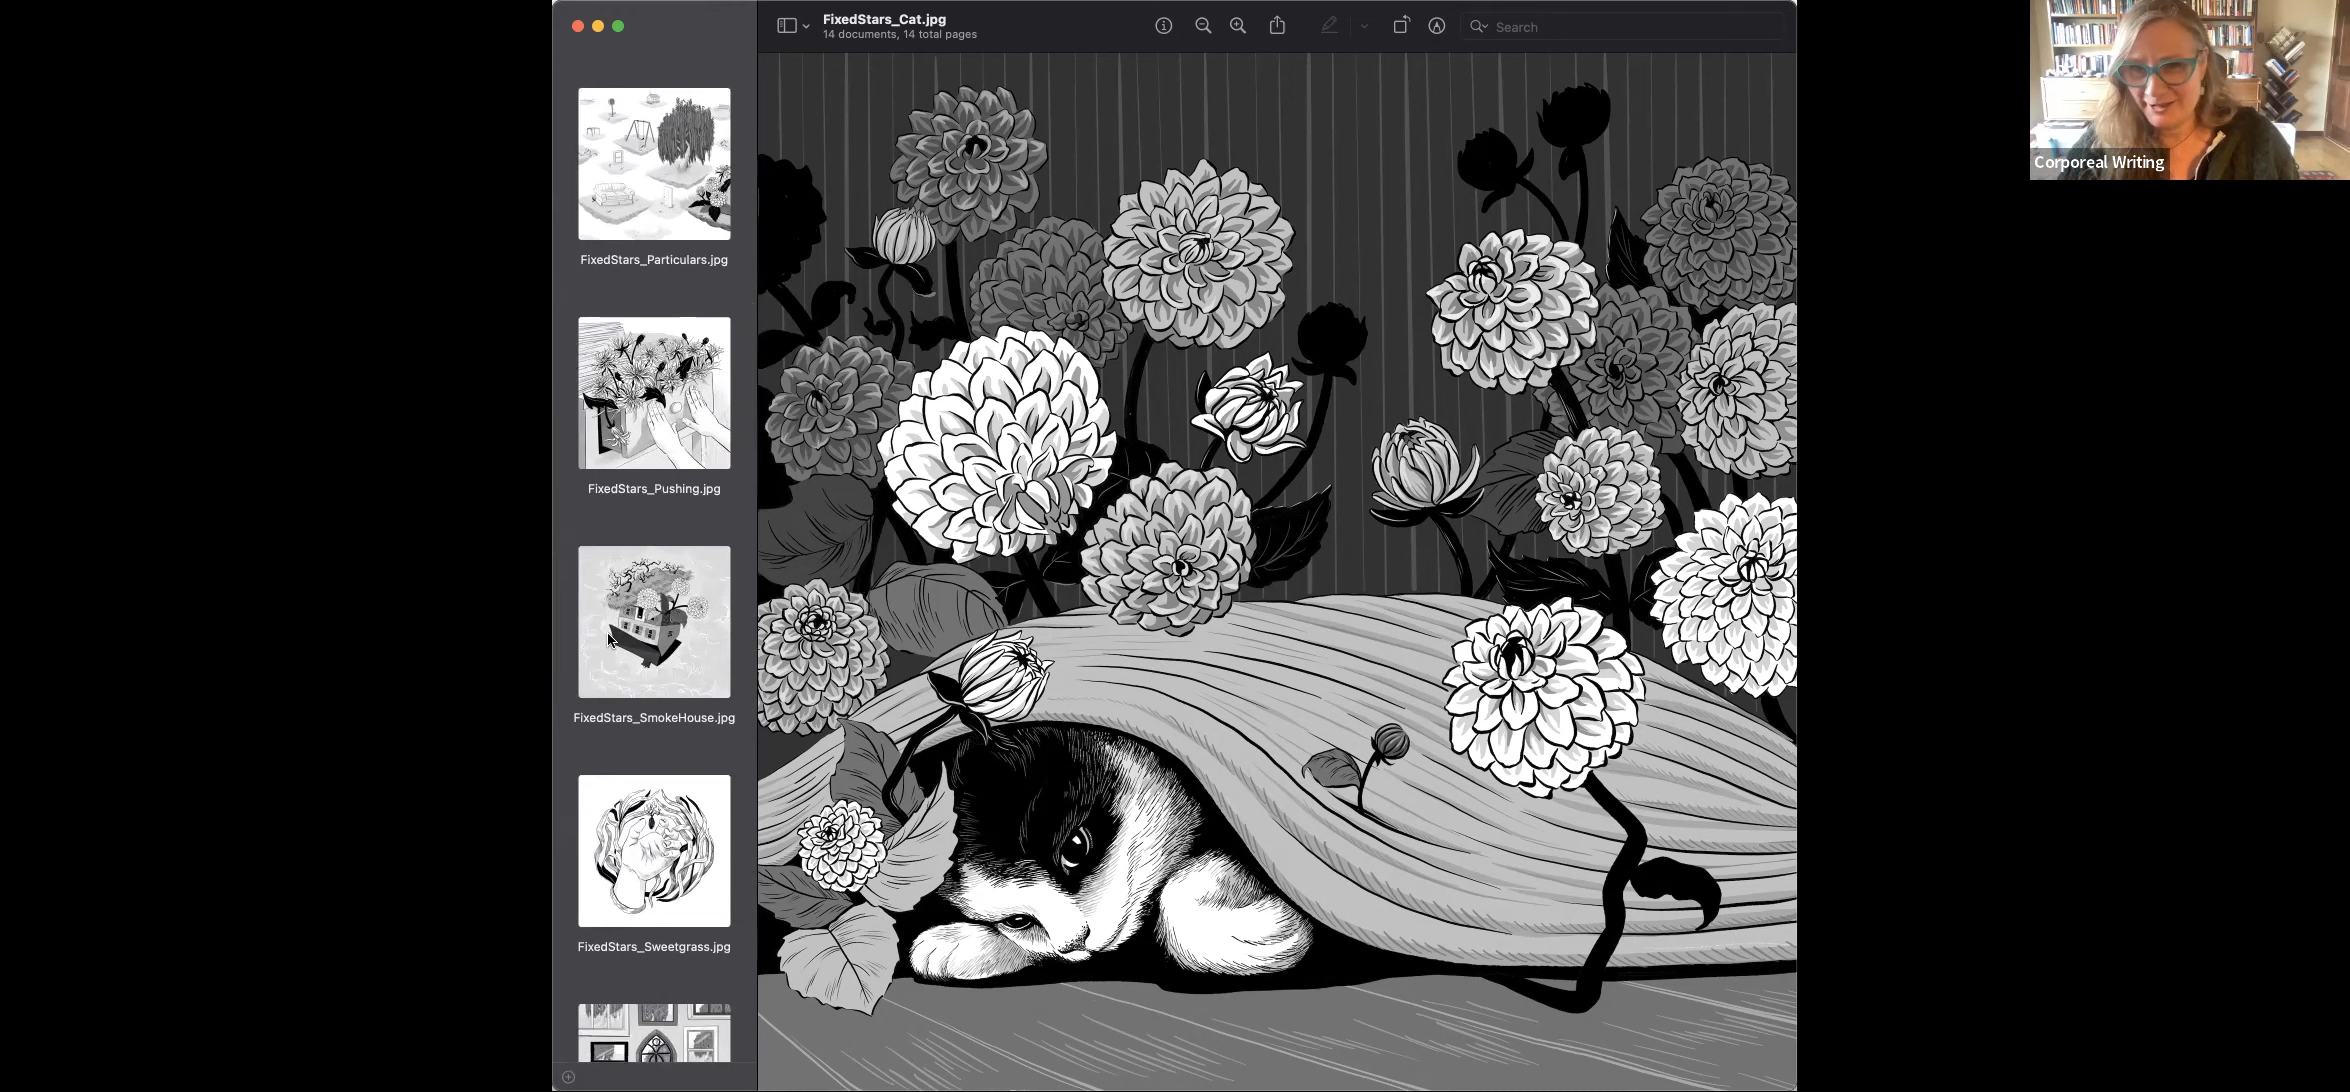 FixedStars_Cat.jpg
14 documents, 14 total pages
Search
FixedStars_Particulars.jpg
FixedStars_Pushing.jpg
FixedStars_SmokeHouse.jpg
FixedStars_Sweetgrass.jpg
Corporeal Writing